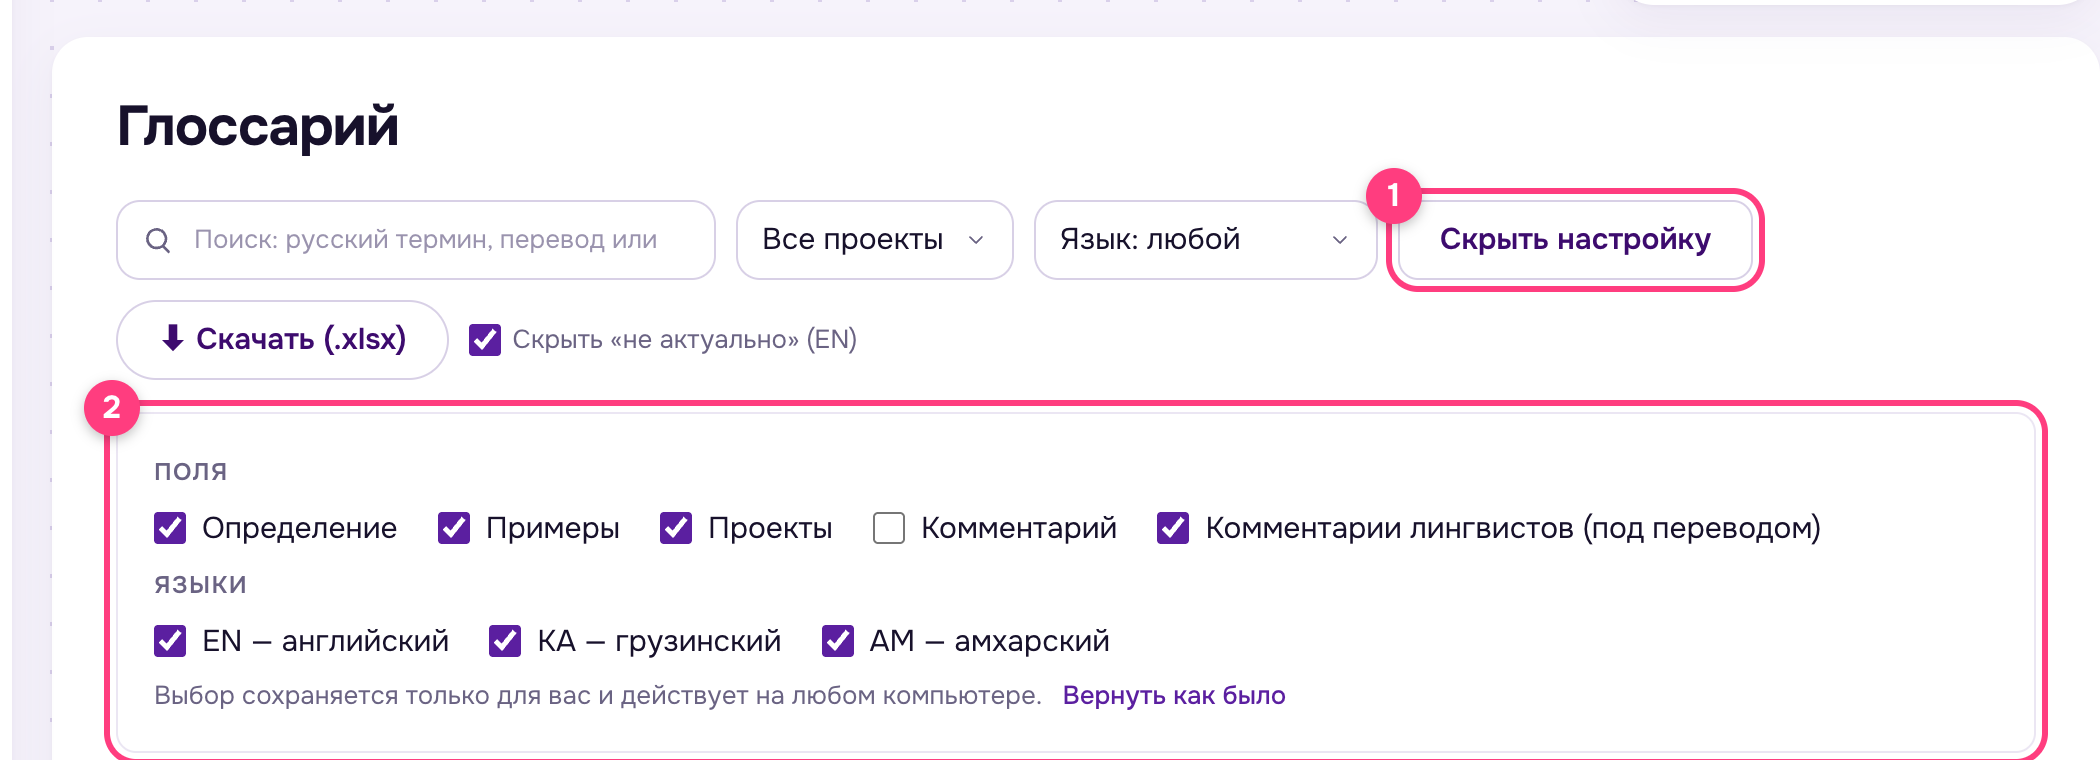 Глоссарий
Поиск: русский термин, перевод или
Все проекты
Язык: любой
1
Скрыть настройку
Скачать (.xlsx)
Скрыть «не актуально» (EN)
2
ПОЛЯ
Определение Примеры Проекты Комментарий Комментарии лингвистов (под переводом)
ЯЗЫКИ
EN — английский KA — грузинский AM — амхарский
Выбор сохраняется только для вас и действует на любом компьютере. Вернуть как было